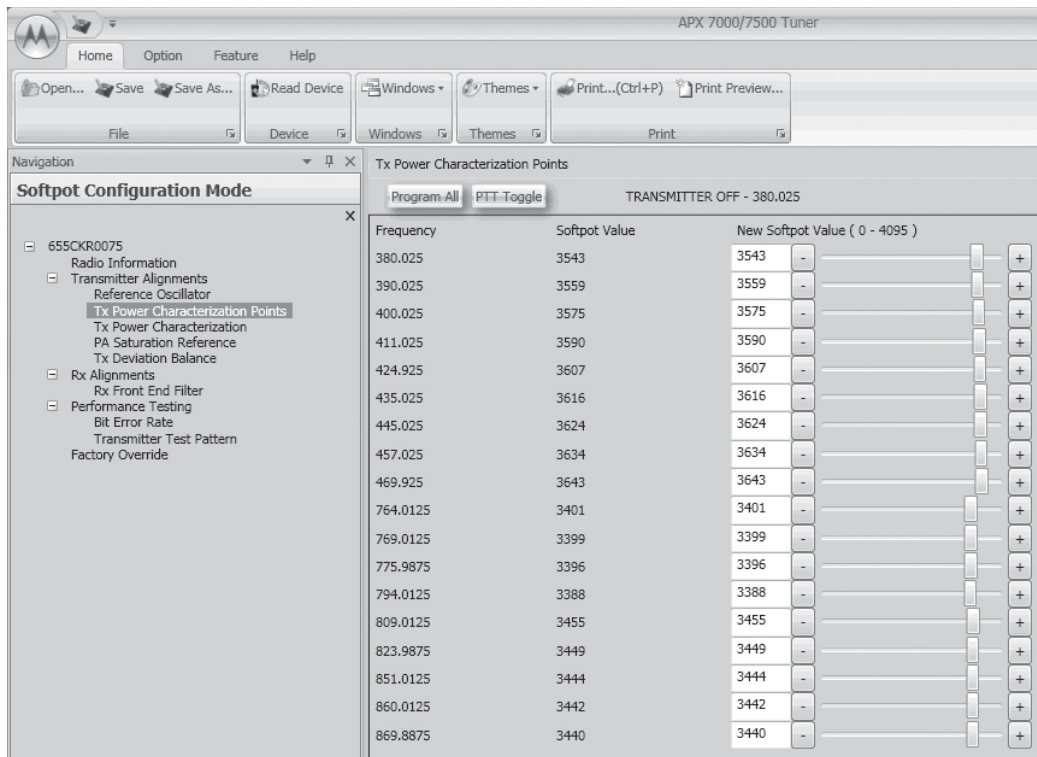 APX 7000/7500 Tuner
Home Option Feature Help
Open... Save Save As... Read Device Windows Themes Print...(Ctrl+P) Print Preview...
File Device Windows Themes Print
Navigation
Softpot Configuration Mode
655CKR0075
Radio Information
Transmitter Alignments
Reference Oscillator
Tx Power Characterization Points
Tx Power Characterization
PA Saturation Reference
Tx Deviation Balance
Rx Alignments
Rx Front End Filter
Performance Testing
Bit Error Rate
Transmitter Test Pattern
Factory Override
Tx Power Characterization Points
Program All PTT Toggle TRANSMITTER OFF - 380.025
Frequency Softpot Value New Softpot Value ( 0 - 4095 )
380.025 3543 3543 - +
390.025 3559 3559 - +
400.025 3575 3575 - +
411.025 3590 3590 - +
424.925 3607 3607 - +
435.025 3616 3616 - +
445.025 3624 3624 - +
457.025 3634 3634 - +
469.925 3643 3643 - +
764.0125 3401 3401 - +
769.0125 3399 3399 - +
775.9875 3396 3396 - +
794.0125 3388 3388 - +
809.0125 3455 3455 - +
823.9875 3449 3449 - +
851.0125 3444 3444 - +
860.0125 3442 3442 - +
869.8875 3440 3440 - +